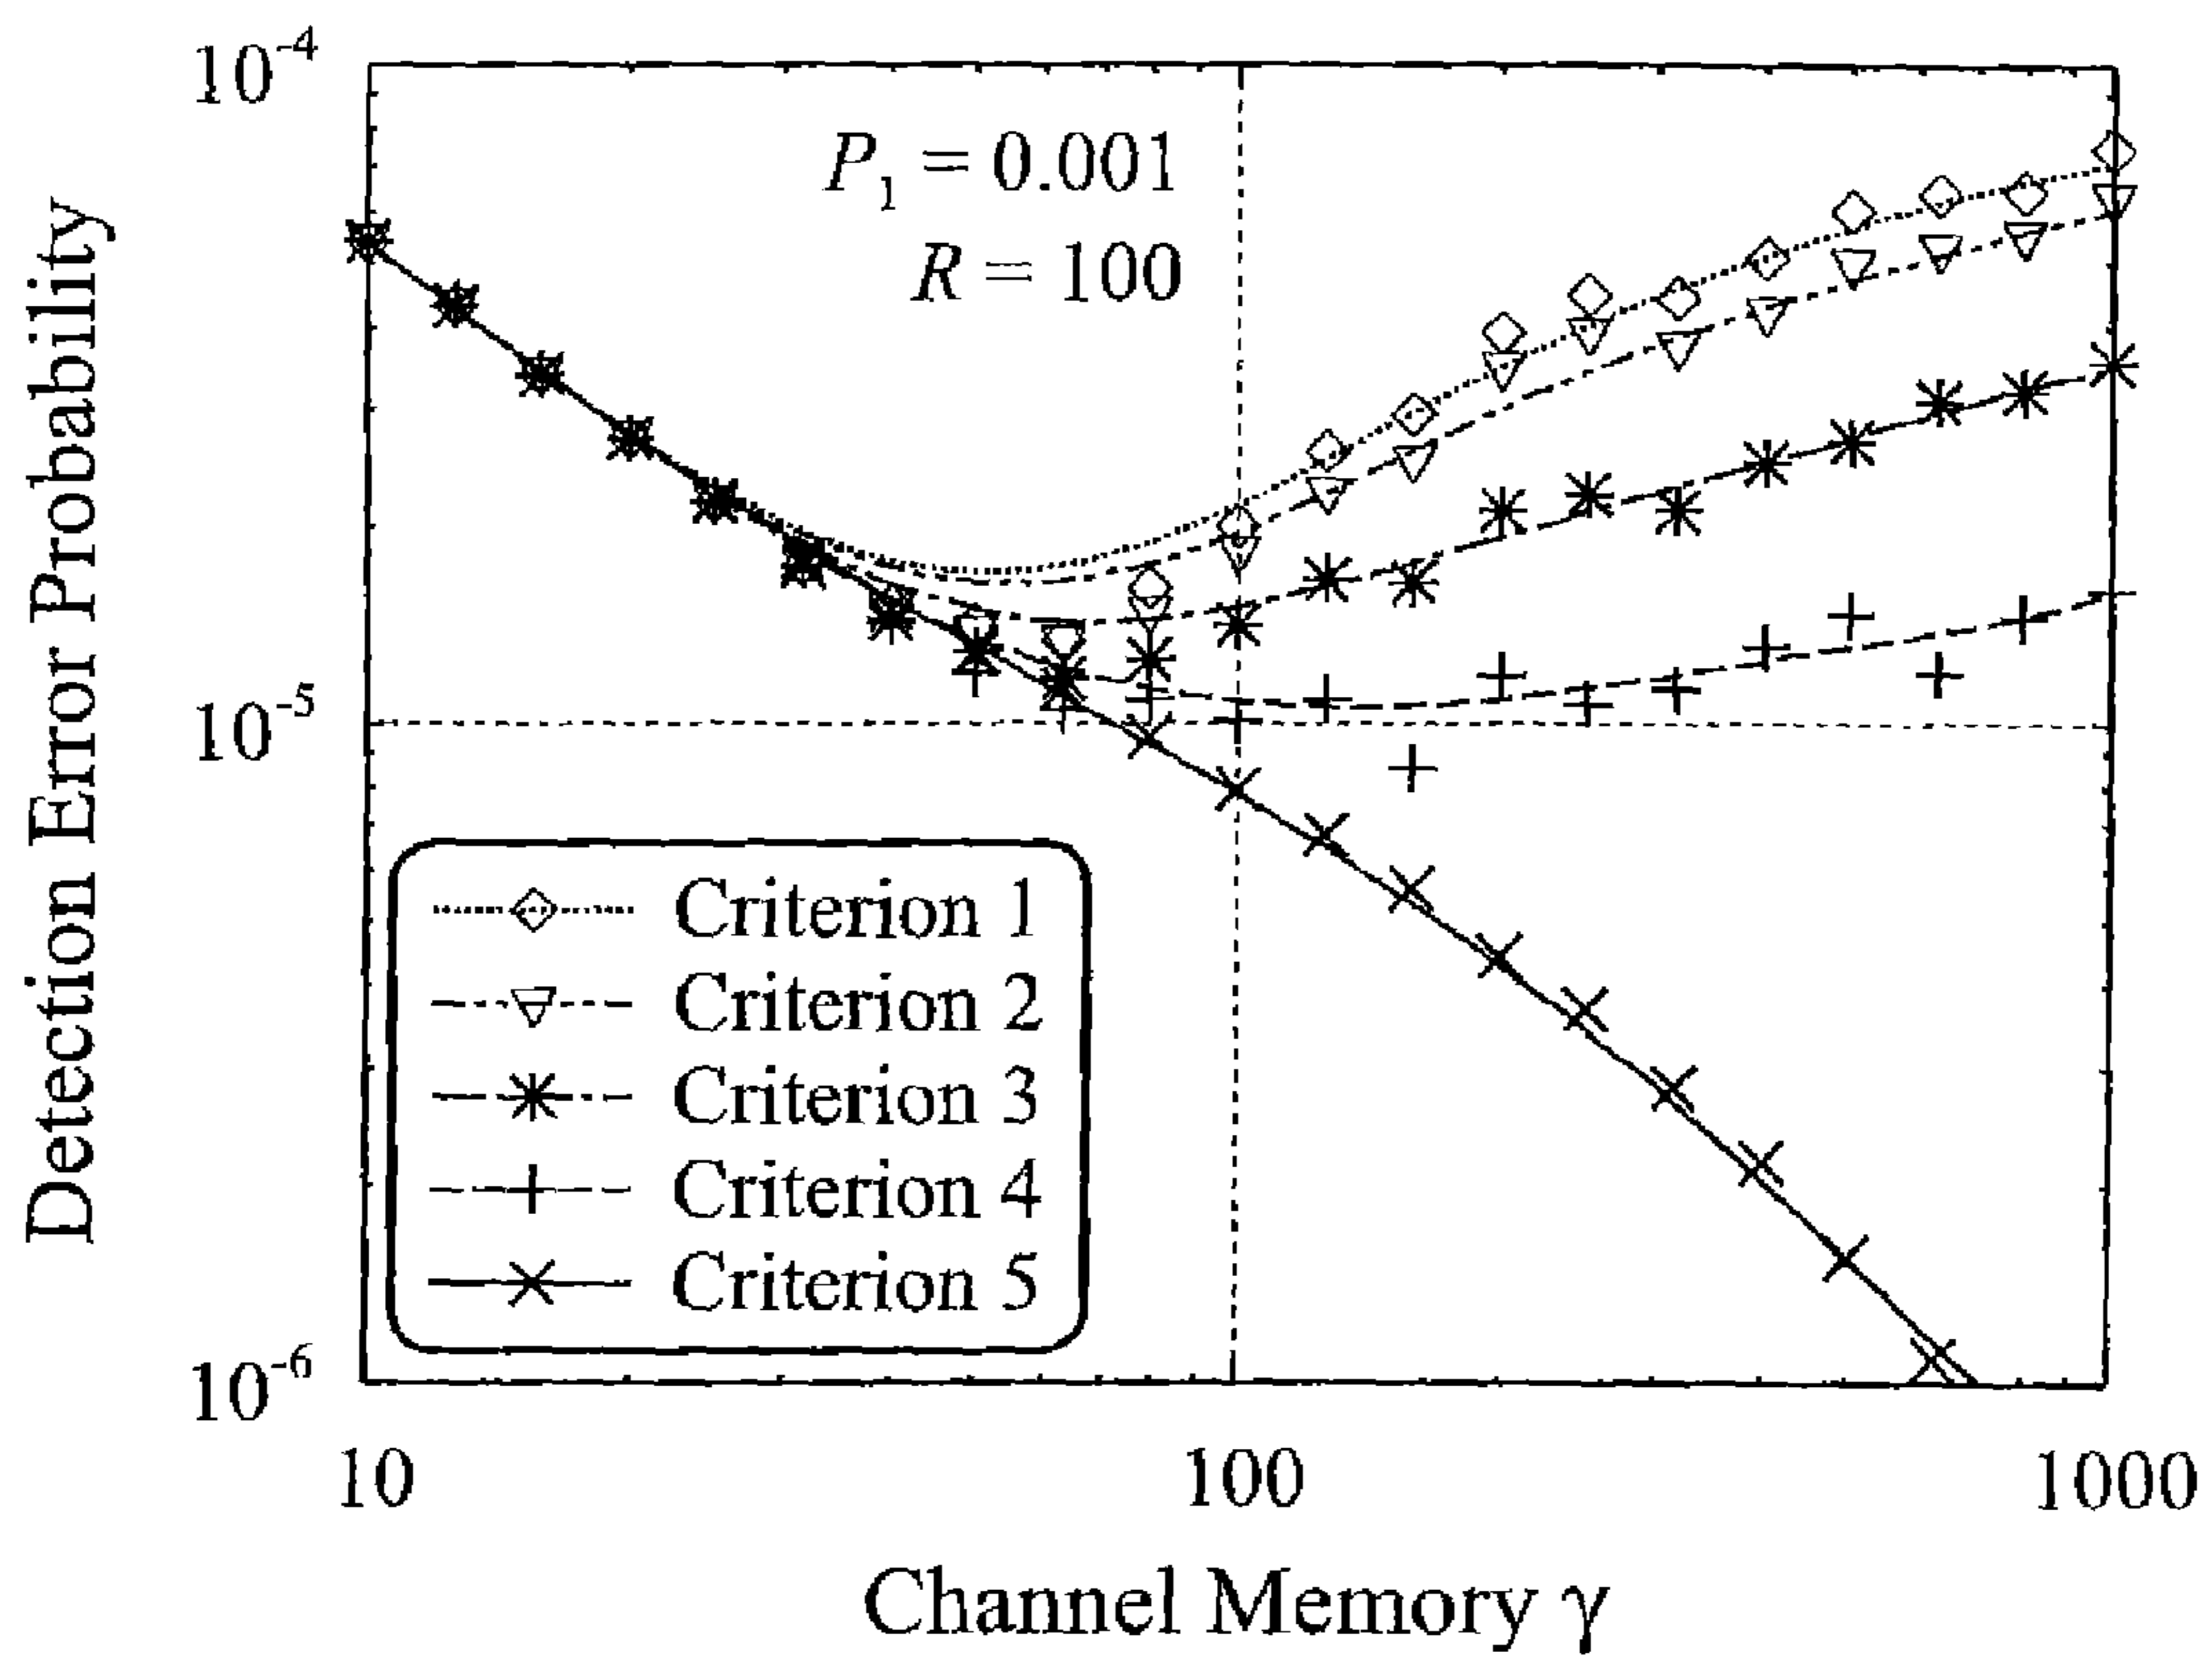 10^-4
P_1 = 0.001
R = 100
Detection Error Probability
10^-5
Criterion 1
Criterion 2
Criterion 3
Criterion 4
Criterion 5
10^-6
10 100 1000
Channel Memory γ